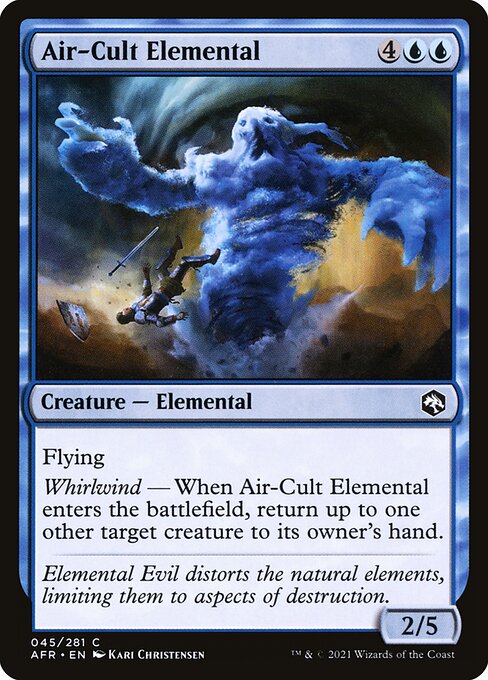 Air-Cult Elemental 4
Creature — Elemental
Flying
Whirlwind — When Air-Cult Elemental
enters the battlefield, return up to one
other target creature to its owner's hand.
Elemental Evil distorts the natural elements,
limiting them to aspects of destruction.
2/5
045/281 C
AFR • EN Kari Christensen
™ & © 2021 Wizards of the Coast